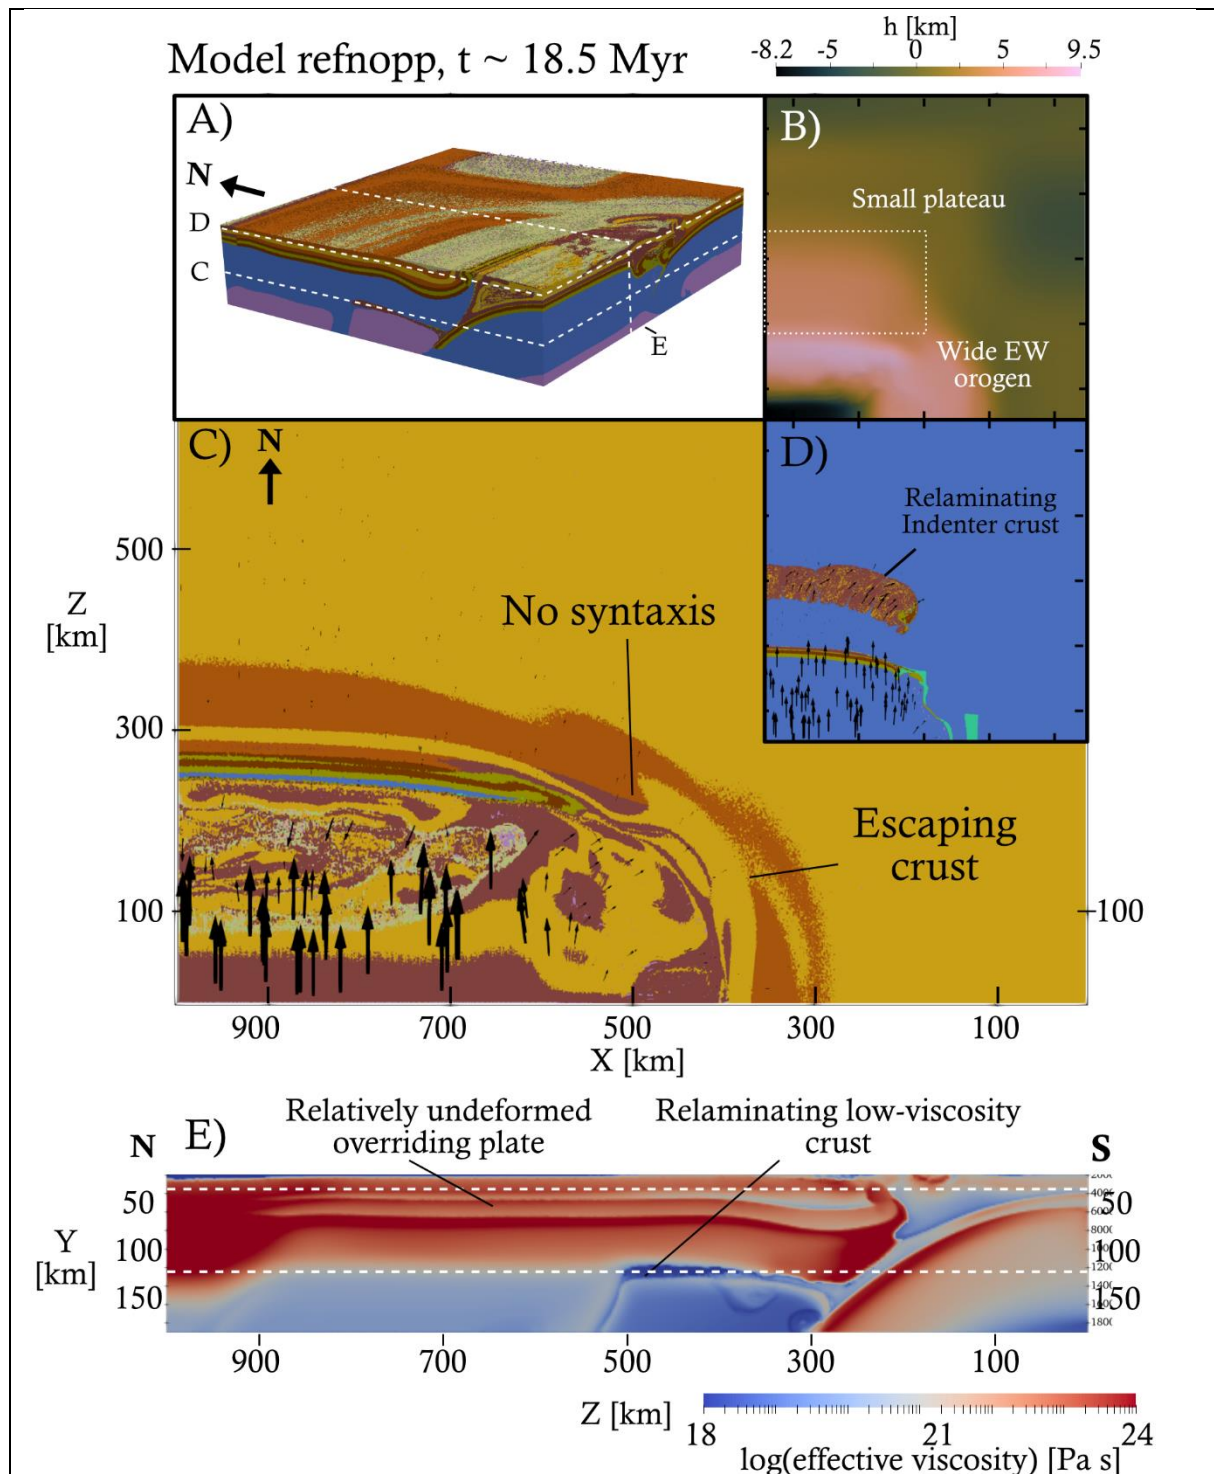 h [km]
-8.2 -5 0 5 9.5
Model refnopp, t ~ 18.5 Myr
A)
N
D
C
E
B)
Small plateau
Wide EW
orogen
C)
N
D)
Relaminating
Indenter crust
500
Z
[km]
300
100
No syntaxis
Escaping
crust
100
900 700 500 300 100
X [km]
Relatively undeformed
overriding plate
Relaminating low-viscosity
crust
N
E)
S
50
Y
100
[km]
150
50
100
150
900 700 500 300 100
Z [km]
18 21 24
log(effective viscosity) [Pa s]